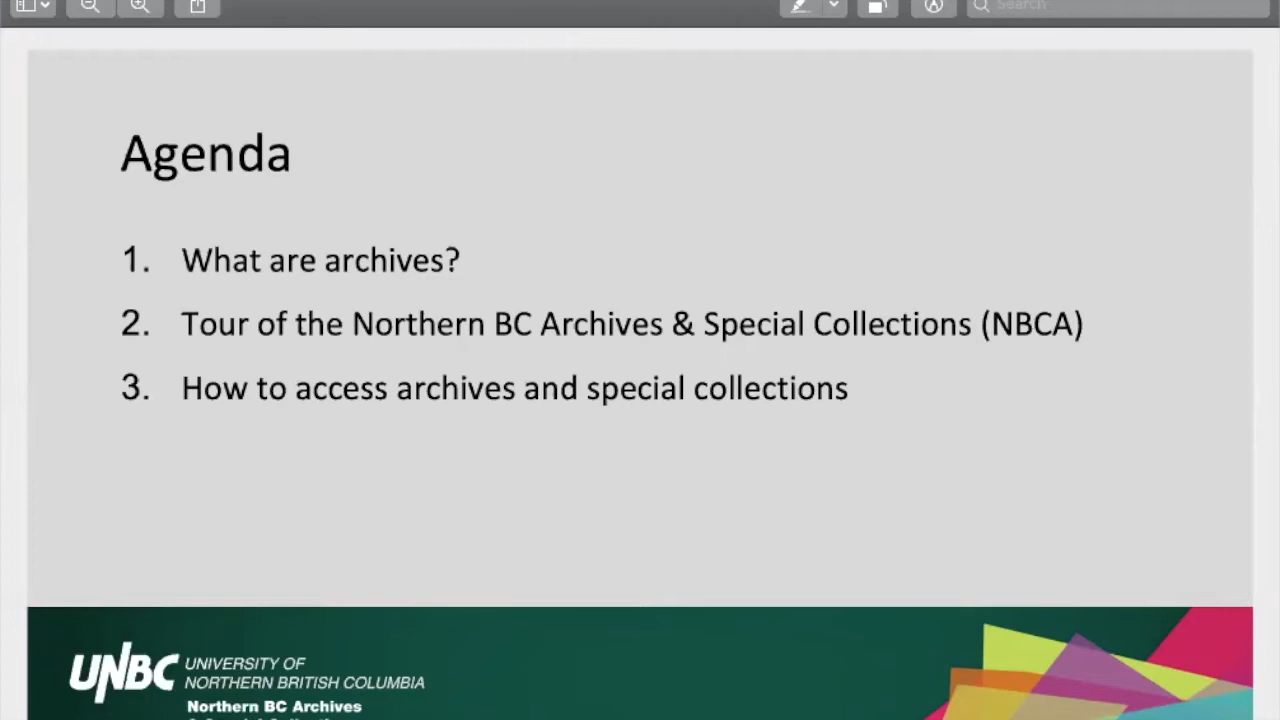 Search
Agenda
1. What are archives?
2. Tour of the Northern BC Archives & Special Collections (NBCA)
3. How to access archives and special collections
UNBC UNIVERSITY OF
NORTHERN BRITISH COLUMBIA
Northern BC Archives